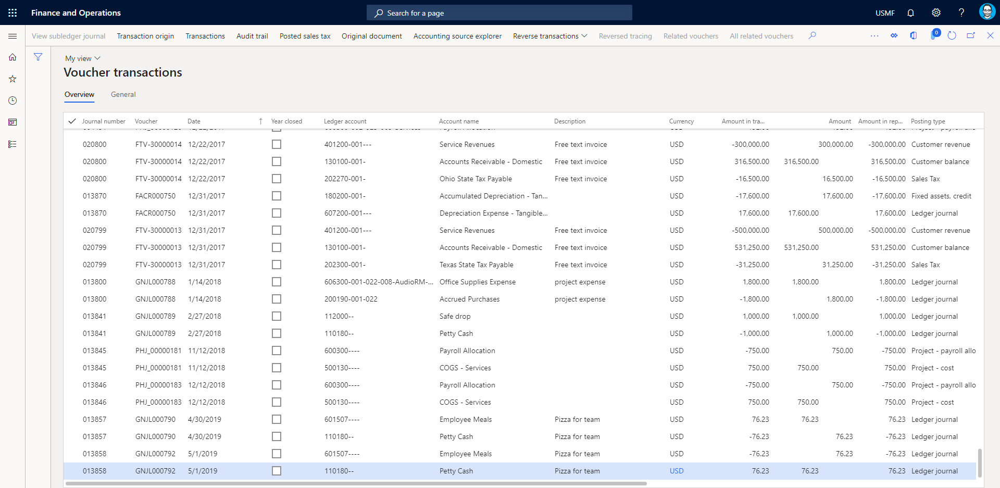 Finance and Operations
Search for a page
USMF
View subledger journal Transaction origin Transactions Audit trail Posted sales tax Original document Accounting source explorer Reverse transactions Reversed tracing Related vouchers All related vouchers ... 0
My view
Voucher transactions
Overview General
Journal number Voucher Date Year closed Ledger account Account name Description Currency Amount in tra... Amount Amount in rep... Posting type
020800 FTV-30000014 12/22/2017 401200-001--- Service Revenues Free text invoice USD -300,000.00 300,000.00 -300,000.00 Customer revenue
020800 FTV-30000014 12/22/2017 130100-001- Accounts Receivable - Domestic Free text invoice USD 316,500.00 316,500.00 316,500.00 Customer balance
020800 FTV-30000014 12/22/2017 202270-001- Ohio State Tax Payable Free text invoice USD -16,500.00 16,500.00 -16,500.00 Sales Tax
013870 FACR000750 12/31/2017 180200-001- Accumulated Depreciation - Tan... USD -17,600.00 17,600.00 -17,600.00 Fixed assets, credit
013870 FACR000750 12/31/2017 607200-001--- Depreciation Expense - Tangible... USD 17,600.00 17,600.00 17,600.00 Ledger journal
020799 FTV-30000013 12/31/2017 401200-001--- Service Revenues Free text invoice USD -500,000.00 500,000.00 -500,000.00 Customer revenue
020799 FTV-30000013 12/31/2017 130100-001- Accounts Receivable - Domestic Free text invoice USD 531,250.00 531,250.00 531,250.00 Customer balance
020799 FTV-30000013 12/31/2017 202300-001- Texas State Tax Payable Free text invoice USD -31,250.00 31,250.00 -31,250.00 Sales Tax
013800 GNJL000788 1/14/2018 606300-001-022-008-AudioRM-... Office Supplies Expense project expense USD 1,800.00 1,800.00 1,800.00 Ledger journal
013800 GNJL000788 1/14/2018 200190-001-022 Accrued Purchases project expense USD -1,800.00 1,800.00 -1,800.00 Ledger journal
013841 GNJL000789 2/27/2018 112000-- Safe drop USD 1,000.00 1,000.00 1,000.00 Ledger journal
013841 GNJL000789 2/27/2018 110180-- Petty Cash USD -1,000.00 1,000.00 -1,000.00 Ledger journal
013845 PHJ_00000181 11/12/2018 600300---- Payroll Allocation USD -750.00 750.00 -750.00 Project - payroll allo
013845 PHJ_00000181 11/12/2018 500130---- COGS - Services USD 750.00 750.00 750.00 Project - cost
013846 PHJ_00000183 12/12/2018 600300---- Payroll Allocation USD -750.00 750.00 -750.00 Project - payroll allo
013846 PHJ_00000183 12/12/2018 500130---- COGS - Services USD 750.00 750.00 750.00 Project - cost
013857 GNJL000790 4/30/2019 601507---- Employee Meals Pizza for team USD 76.23 76.23 76.23 Ledger journal
013857 GNJL000790 4/30/2019 110180-- Petty Cash Pizza for team USD -76.23 76.23 -76.23 Ledger journal
013858 GNJL000792 5/1/2019 601507---- Employee Meals Pizza for team USD -76.23 76.23 -76.23 Ledger journal
013858 GNJL000792 5/1/2019 110180-- Petty Cash Pizza for team USD 76.23 76.23 76.23 Ledger journal